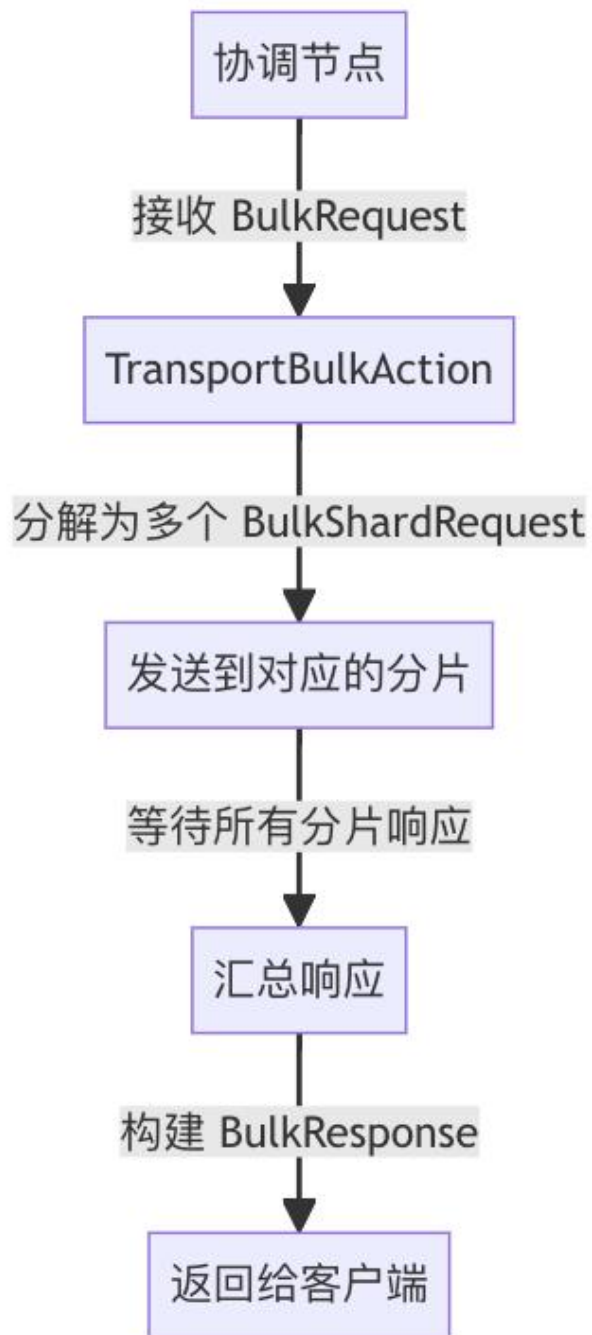 协调节点
接收 BulkRequest
TransportBulkAction
分解为多个 BulkShardRequest
发送到对应的分片
等待所有分片响应
汇总响应
构建 BulkResponse
返回给客户端